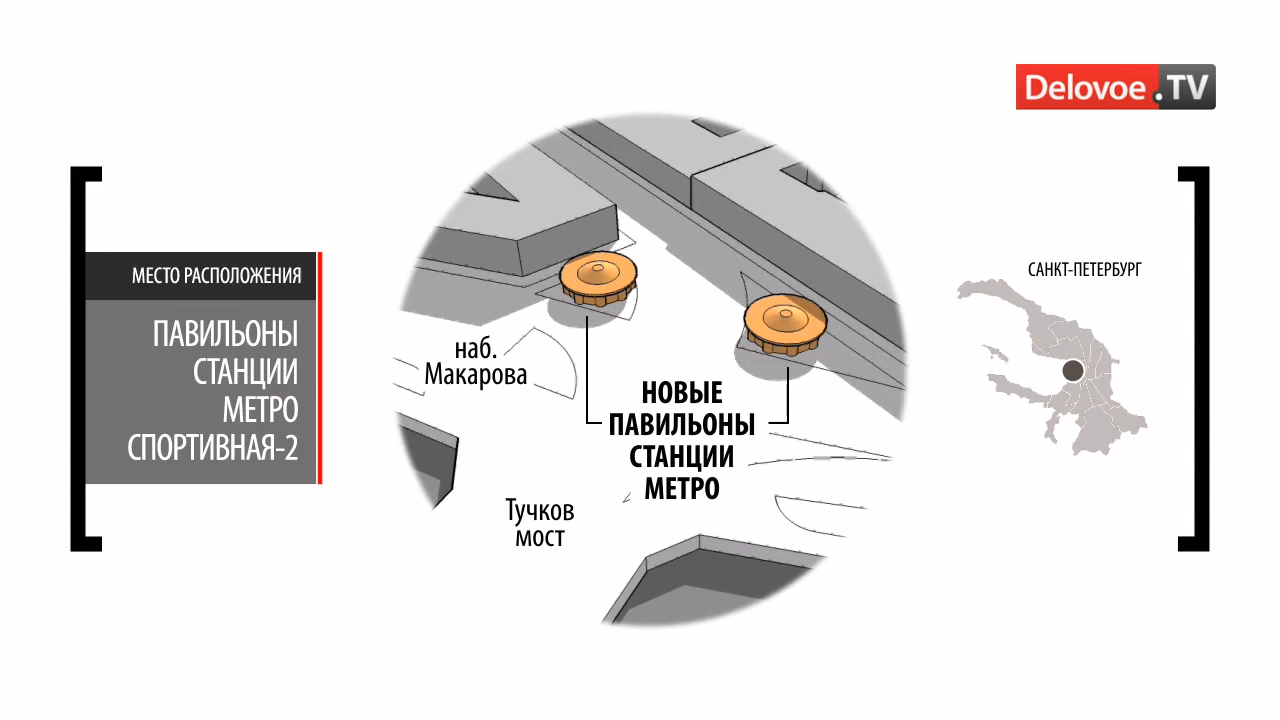 Delovoe.TV
МЕСТО РАСПОЛОЖЕНИЯ
ПАВИЛЬОНЫ
СТАНЦИИ
МЕТРО
СПОРТИВНАЯ-2
наб.
Макарова
НОВЫЕ
ПАВИЛЬОНЫ
СТАНЦИИ
МЕТРО
Тучков
мост
САНКТ-ПЕТЕРБУРГ